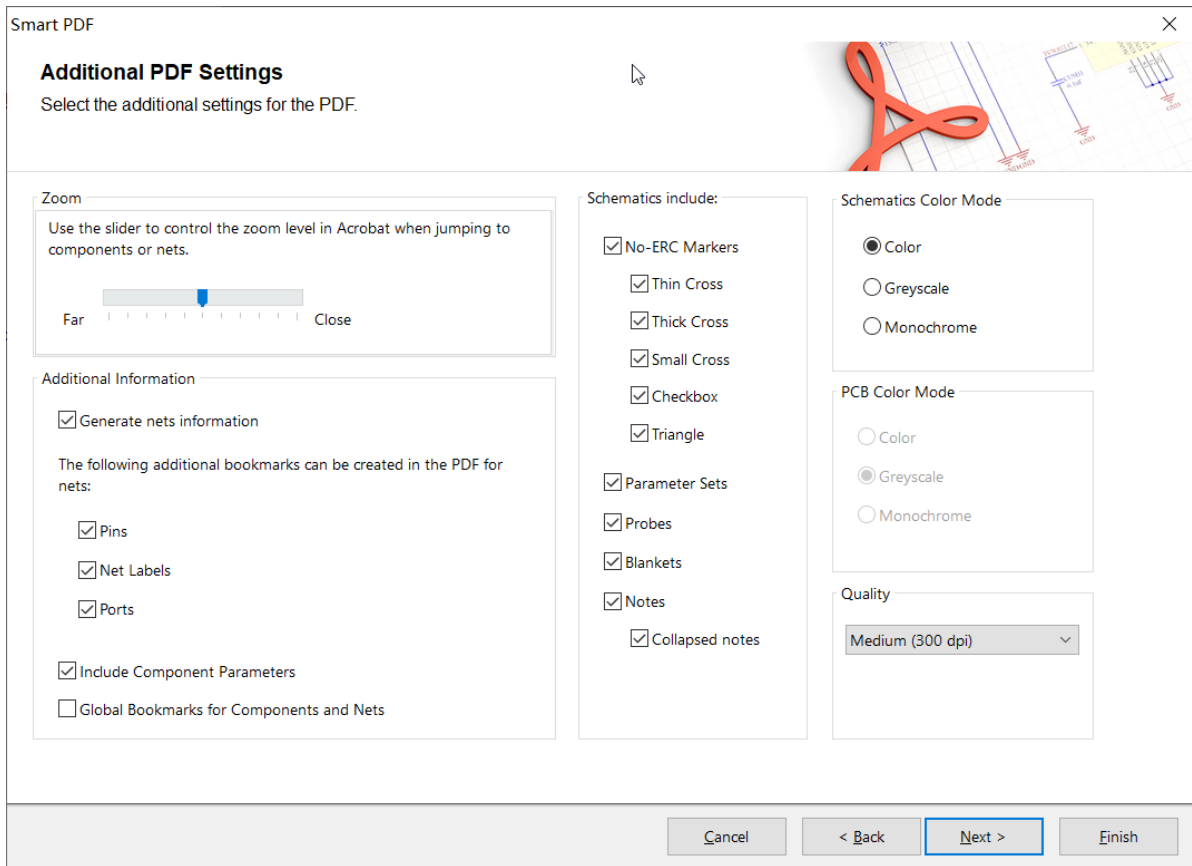 Smart PDF
Additional PDF Settings
Select the additional settings for the PDF.
Zoom
Use the slider to control the zoom level in Acrobat when jumping to
components or nets.
Far
Close
Additional Information
Generate nets information
The following additional bookmarks can be created in the PDF for
nets:
Pins
Net Labels
Ports
Include Component Parameters
Global Bookmarks for Components and Nets
Schematics include:
No-ERC Markers
Thin Cross
Thick Cross
Small Cross
Checkbox
Triangle
Parameter Sets
Probes
Blankets
Notes
Collapsed notes
Schematics Color Mode
Color
Greyscale
Monochrome
PCB Color Mode
Color
Greyscale
Monochrome
Quality
Medium (300 dpi)
Cancel
< Back
Next >
Finish